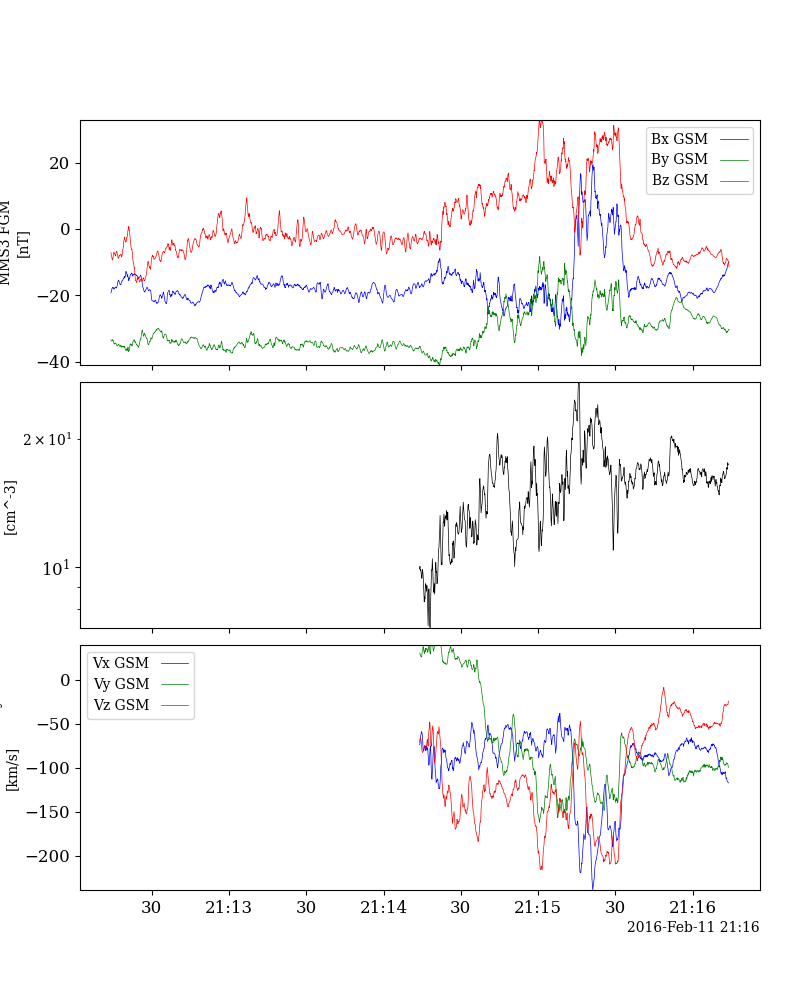 Bx GSM
By GSM
Bz GSM
MMS3 FGM
[nT]
20
0
−20
−40
2 × 10¹
10¹
[cm^-3]
Vx GSM
Vy GSM
Vz GSM
[km/s]
0
−50
−100
−150
−200
30
21:13
30
21:14
30
21:15
30
21:16
2016-Feb-11 21:16